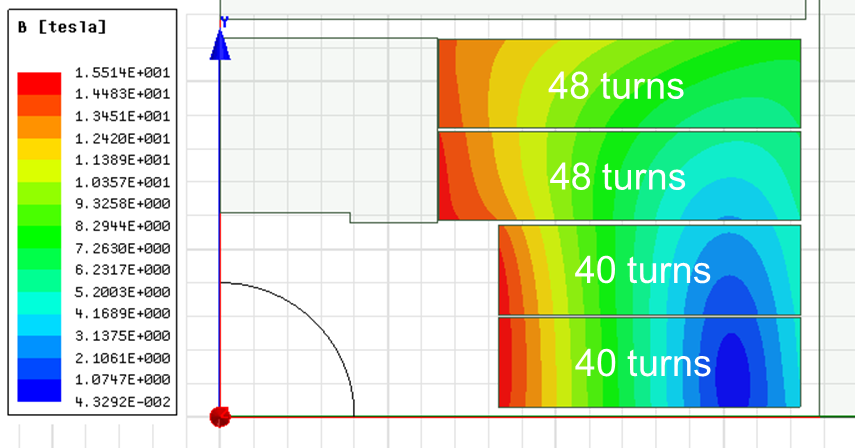 B [tesla]
1.5514E+001
1.4483E+001
1.3451E+001
1.2420E+001
1.1389E+001
1.0357E+001
9.3258E+000
8.2944E+000
7.2630E+000
6.2317E+000
5.2003E+000
4.1689E+000
3.1375E+000
2.1061E+000
1.0747E+000
4.3292E-002
Y
48 turns
48 turns
40 turns
40 turns